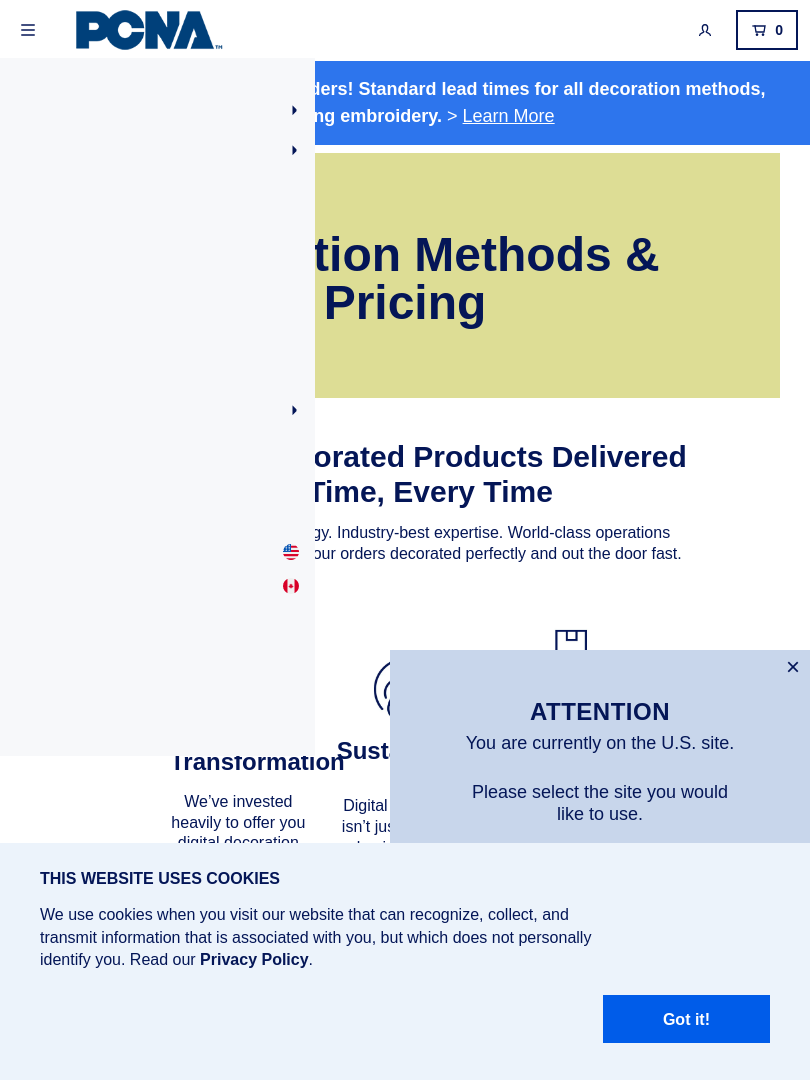 PCNA™
0
ders! Standard lead times for all decoration methods,
ng embroidery. > Learn More
tion Methods &
Pricing
orated Products Delivered
Time, Every Time
gy. Industry-best expertise. World-class operations
our orders decorated perfectly and out the door fast.
Transformation
Susta
We've invested
heavily to offer you
digital decoration
Digital
isn't jus
ATTENTION
You are currently on the U.S. site.
Please select the site you would
like to use.
THIS WEBSITE USES COOKIES
We use cookies when you visit our website that can recognize, collect, and
transmit information that is associated with you, but which does not personally
identify you. Read our Privacy Policy.
Got it!